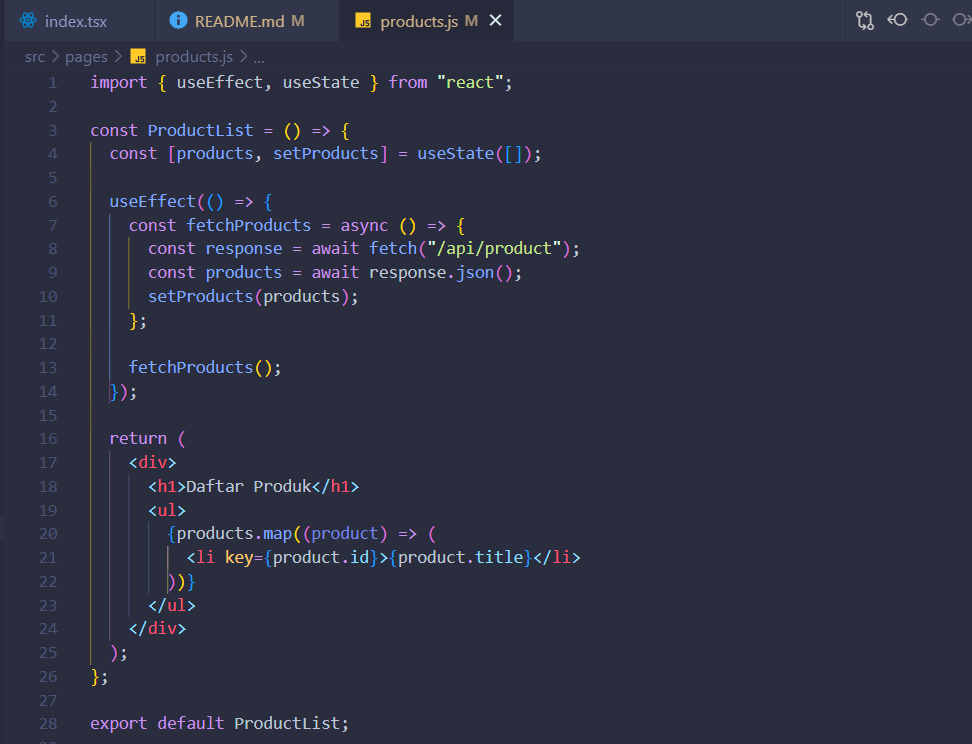 index.tsx README.md M JS products.js M
src > pages > JS products.js > ...
1 import { useEffect, useState } from "react";
2
3 const ProductList = () => {
4   const [products, setProducts] = useState([]);
5
6   useEffect(() => {
7     const fetchProducts = async () => {
8       const response = await fetch("/api/product");
9       const products = await response.json();
10       setProducts(products);
11     };
12
13     fetchProducts();
14   });
15
16   return (
17     <div>
18       <h1>Daftar Produk</h1>
19       <ul>
20         {products.map((product) => (
21           <li key={product.id}>{product.title}</li>
22         ))}
23       </ul>
24     </div>
25   );
26 };
27
28 export default ProductList;